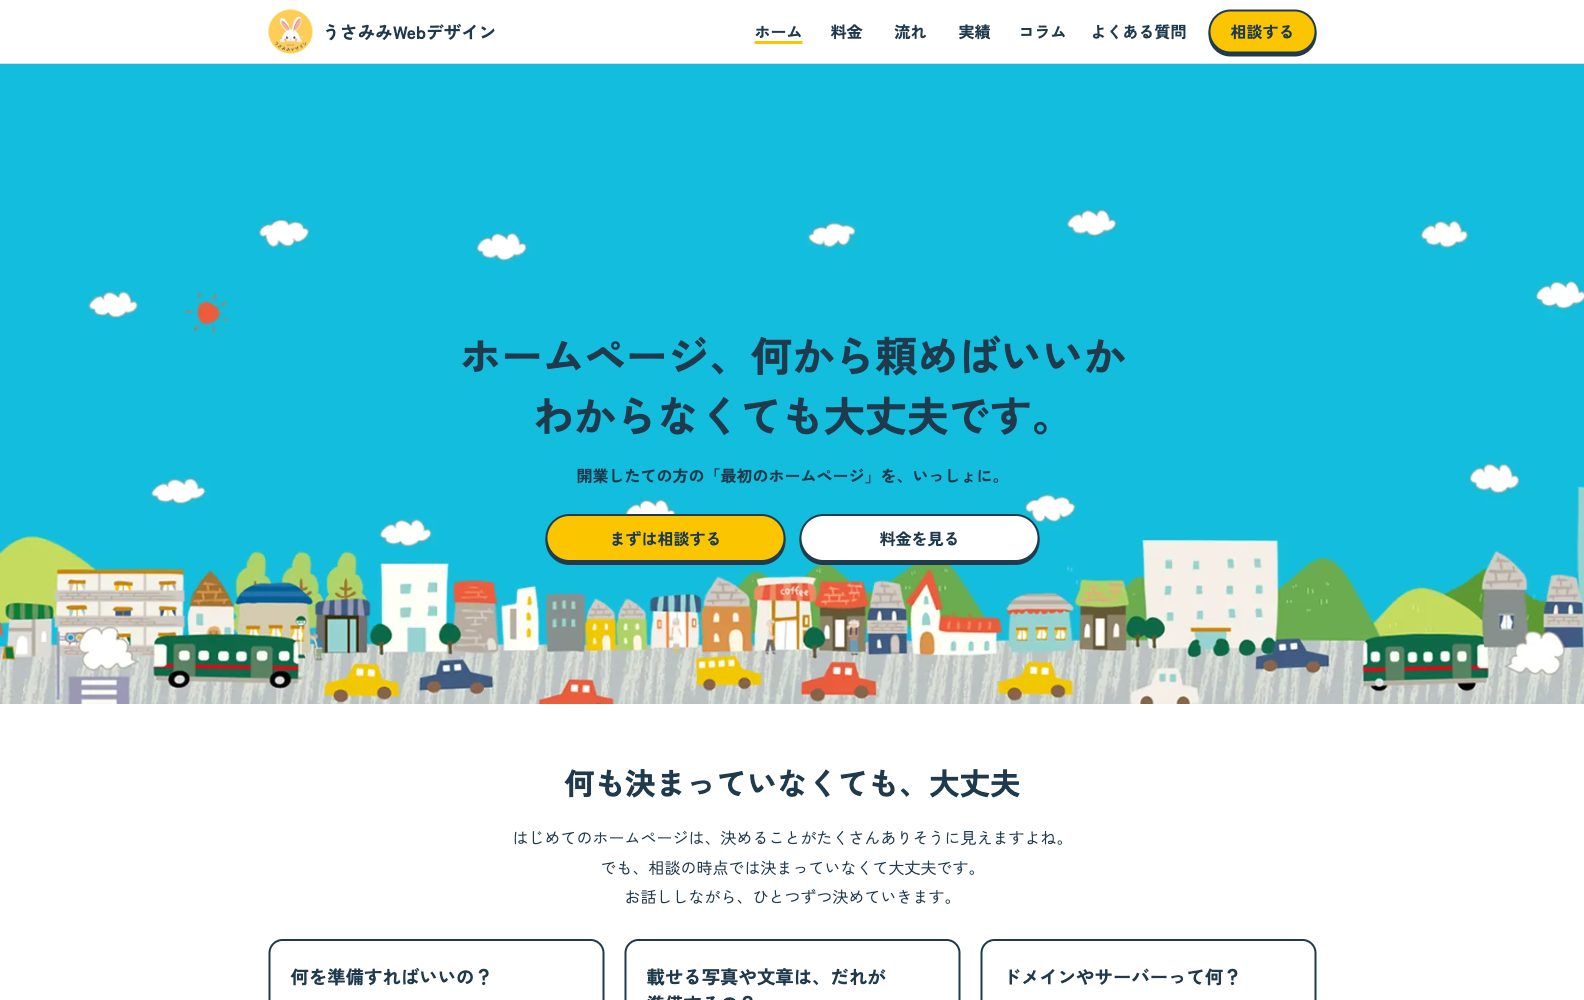 うさみみWebデザイン
ホーム 料金 流れ 実績 コラム よくある質問 相談する
ホームページ、何から頼めばいいか
わからなくても大丈夫です。
開業したての方の「最初のホームページ」を、いっしょに。
まずは相談する 料金を見る
coffee
何も決まっていなくても、大丈夫
はじめてのホームページは、決めることがたくさんありそうに見えますよね。
でも、相談の時点では決まっていなくて大丈夫です。
お話ししながら、ひとつずつ決めていきます。
何を準備すればいいの？
載せる写真や文章は、だれが
準備するの？
ドメインやサーバーって何？